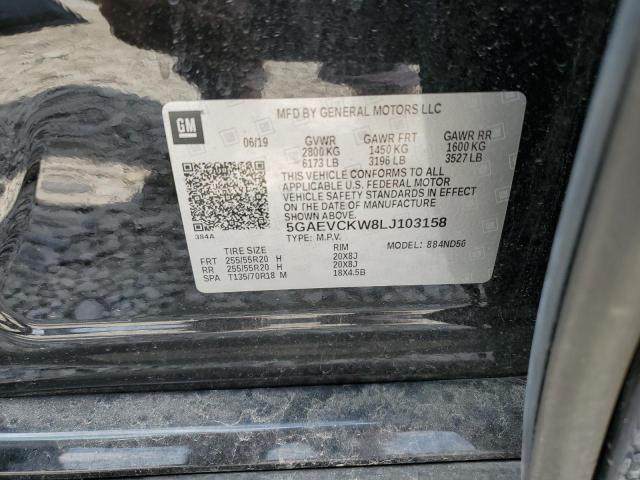 MFD BY GENERAL MOTORS LLC
GM
06/19 GVWR GAWR FRT GAWR RR
2800 KG 1450 KG 1600 KG
6173 LB 3196 LB 3527 LB
THIS VEHICLE CONFORMS TO ALL
APPLICABLE U.S. FEDERAL MOTOR
VEHICLE SAFETY STANDARDS IN EFFECT
ON THE DATE OF MANUFACTURE
SHOWN ABOVE.
5GAEVCKW8LJ103158
384A
TYPE: M.P.V. MODEL: 884ND56
TIRE SIZE RIM
FRT 255/55R20 H 20X8J
RR 255/55R20 H 20X8J
SPA T135/70R18 M 18X4.5B